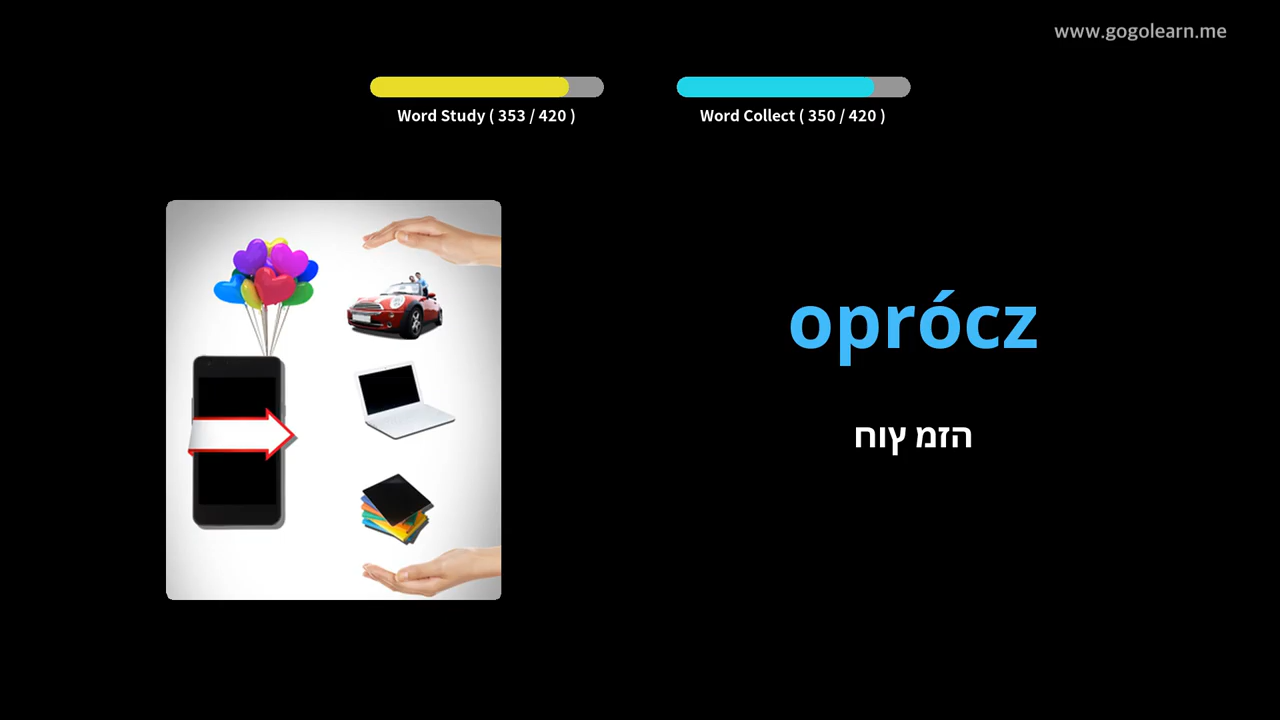 www.gogolearn.me
Word Study ( 353 / 420 )
Word Collect ( 350 / 420 )
oprócz
הזמ ץוח